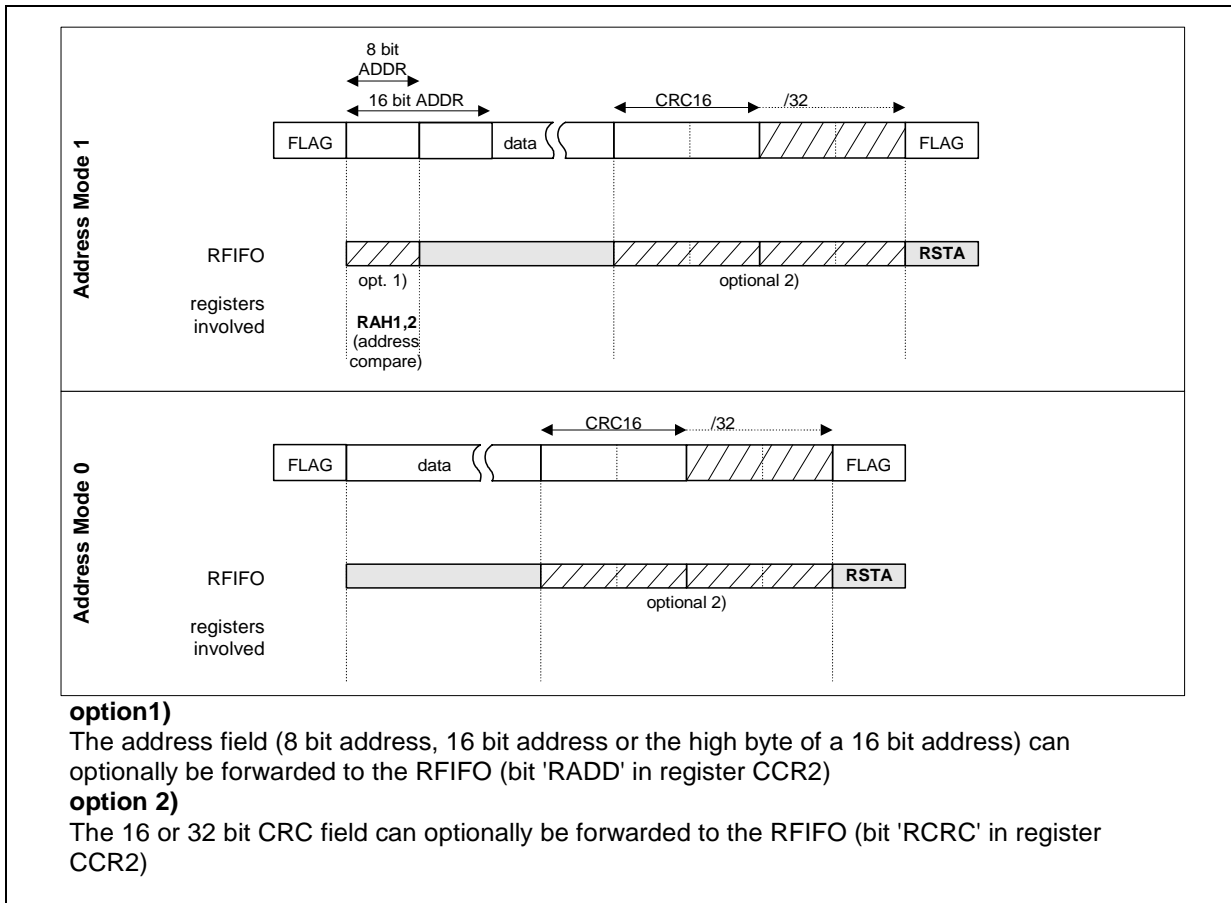 8 bit
ADDR
16 bit ADDR
CRC16
/32
FLAG
data
FLAG
Address Mode 1
RFIFO
RSTA
opt. 1)
optional 2)
registers
involved
RAH1,2
(address
compare)
CRC16
/32
FLAG
data
FLAG
Address Mode 0
RFIFO
RSTA
optional 2)
registers
involved
option1)
The address field (8 bit address, 16 bit address or the high byte of a 16 bit address) can
optionally be forwarded to the RFIFO (bit 'RADD' in register CCR2)
option 2)
The 16 or 32 bit CRC field can optionally be forwarded to the RFIFO (bit 'RCRC' in register
CCR2)